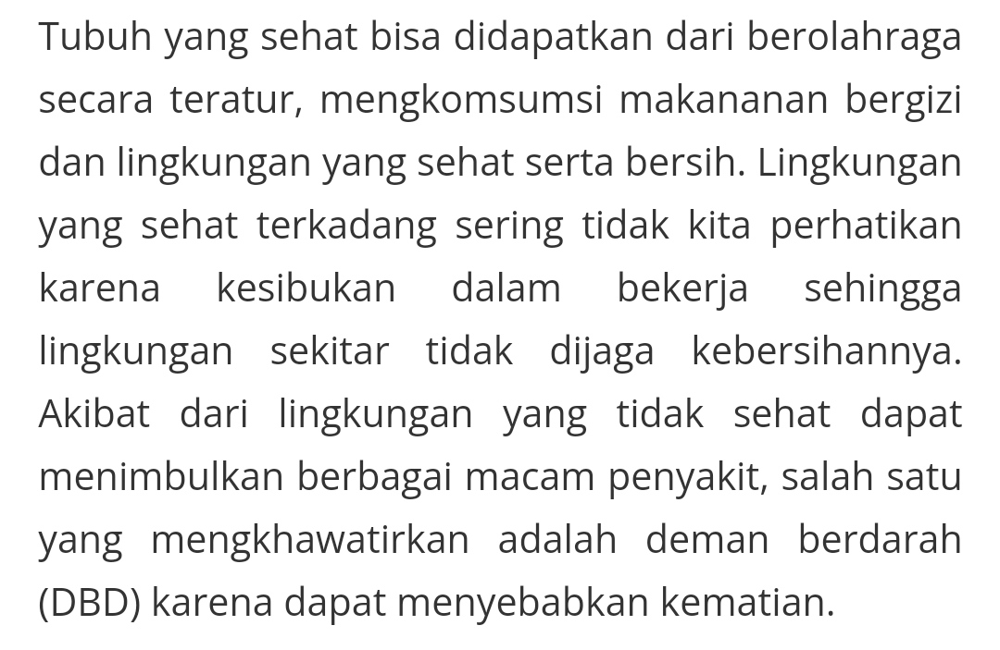 Tubuh yang sehat bisa didapatkan dari berolahraga
secara teratur, mengkomsumsi makananan bergizi
dan lingkungan yang sehat serta bersih. Lingkungan
yang sehat terkadang sering tidak kita perhatikan
karena kesibukan dalam bekerja sehingga
lingkungan sekitar tidak dijaga kebersihannya.
Akibat dari lingkungan yang tidak sehat dapat
menimbulkan berbagai macam penyakit, salah satu
yang mengkhawatirkan adalah deman berdarah
(DBD) karena dapat menyebabkan kematian.